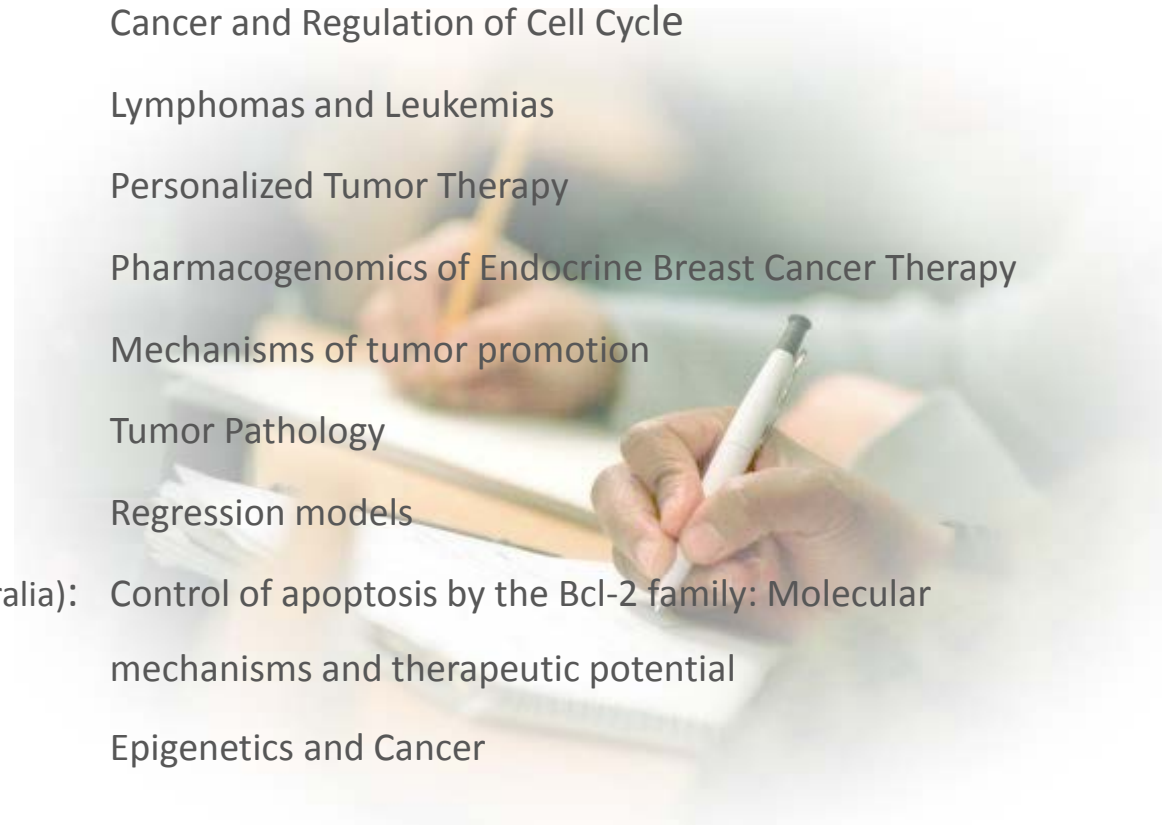 Cancer and Regulation of Cell Cycle
Lymphomas and Leukemias
Personalized Tumor Therapy
Pharmacogenomics of Endocrine Breast Cancer Therapy
Mechanisms of tumor promotion
Tumor Pathology
Regression models
ralia): Control of apoptosis by the Bcl-2 family: Molecular
mechanisms and therapeutic potential
Epigenetics and Cancer